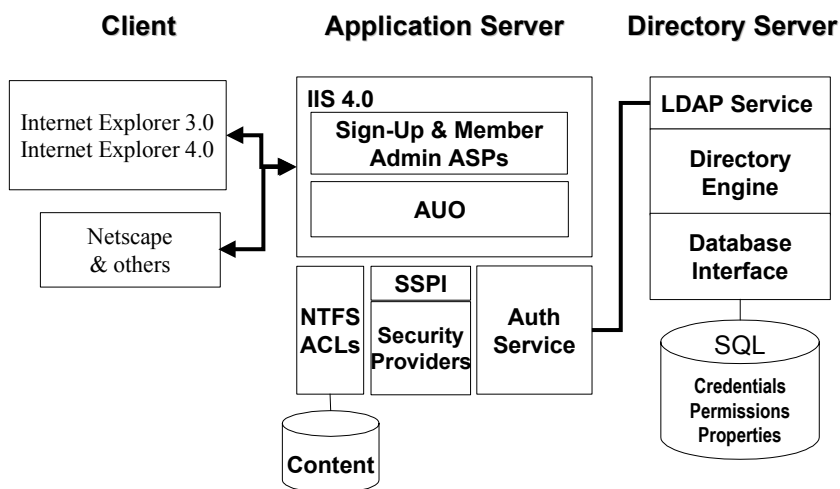 Client
Application Server
Directory Server
Internet Explorer 3.0
Internet Explorer 4.0
Netscape
& others
IIS 4.0
Sign-Up & Member
Admin ASPs
AUO
NTFS
ACLs
SSPI
Security
Providers
Auth
Service
Content
LDAP Service
Directory
Engine
Database
Interface
SQL
Credentials
Permissions
Properties